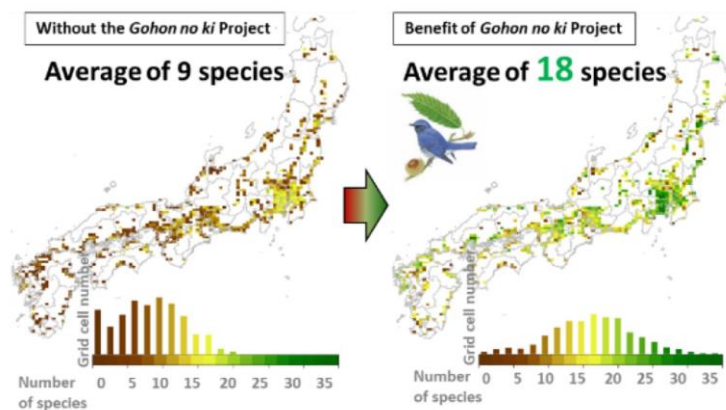 Without the Gohon no ki Project
Average of 9 species
Grid cell number
0 5 10 15 20 25 30 35
Number
of species
Benefit of Gohon no ki Project
Average of 18 species
Grid cell number
0 5 10 15 20 25 30 35
Number
of species